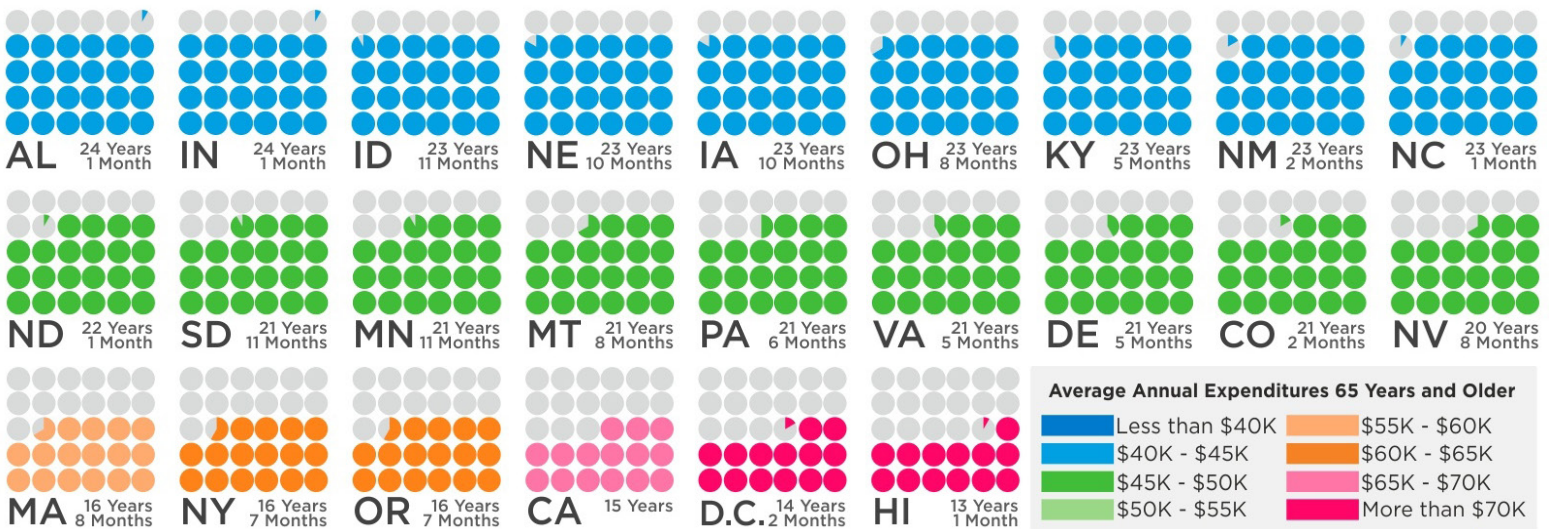 AL 24 Years 1 Month
IN 24 Years 1 Month
ID 23 Years 11 Months
NE 23 Years 10 Months
IA 23 Years 10 Months
OH 23 Years 8 Months
KY 23 Years 5 Months
NM 23 Years 2 Months
NC 23 Years 1 Month
ND 22 Years 1 Month
SD 21 Years 11 Months
MN 21 Years 11 Months
MT 21 Years 8 Months
PA 21 Years 6 Months
VA 21 Years 5 Months
DE 21 Years 5 Months
CO 21 Years 2 Months
NV 20 Years 8 Months
MA 16 Years 8 Months
NY 16 Years 7 Months
OR 16 Years 7 Months
CA 15 Years
D.C. 14 Years 2 Months
HI 13 Years 1 Month
Average Annual Expenditures 65 Years and Older
Less than $40K
$40K - $45K
$45K - $50K
$50K - $55K
$55K - $60K
$60K - $65K
$65K - $70K
More than $70K